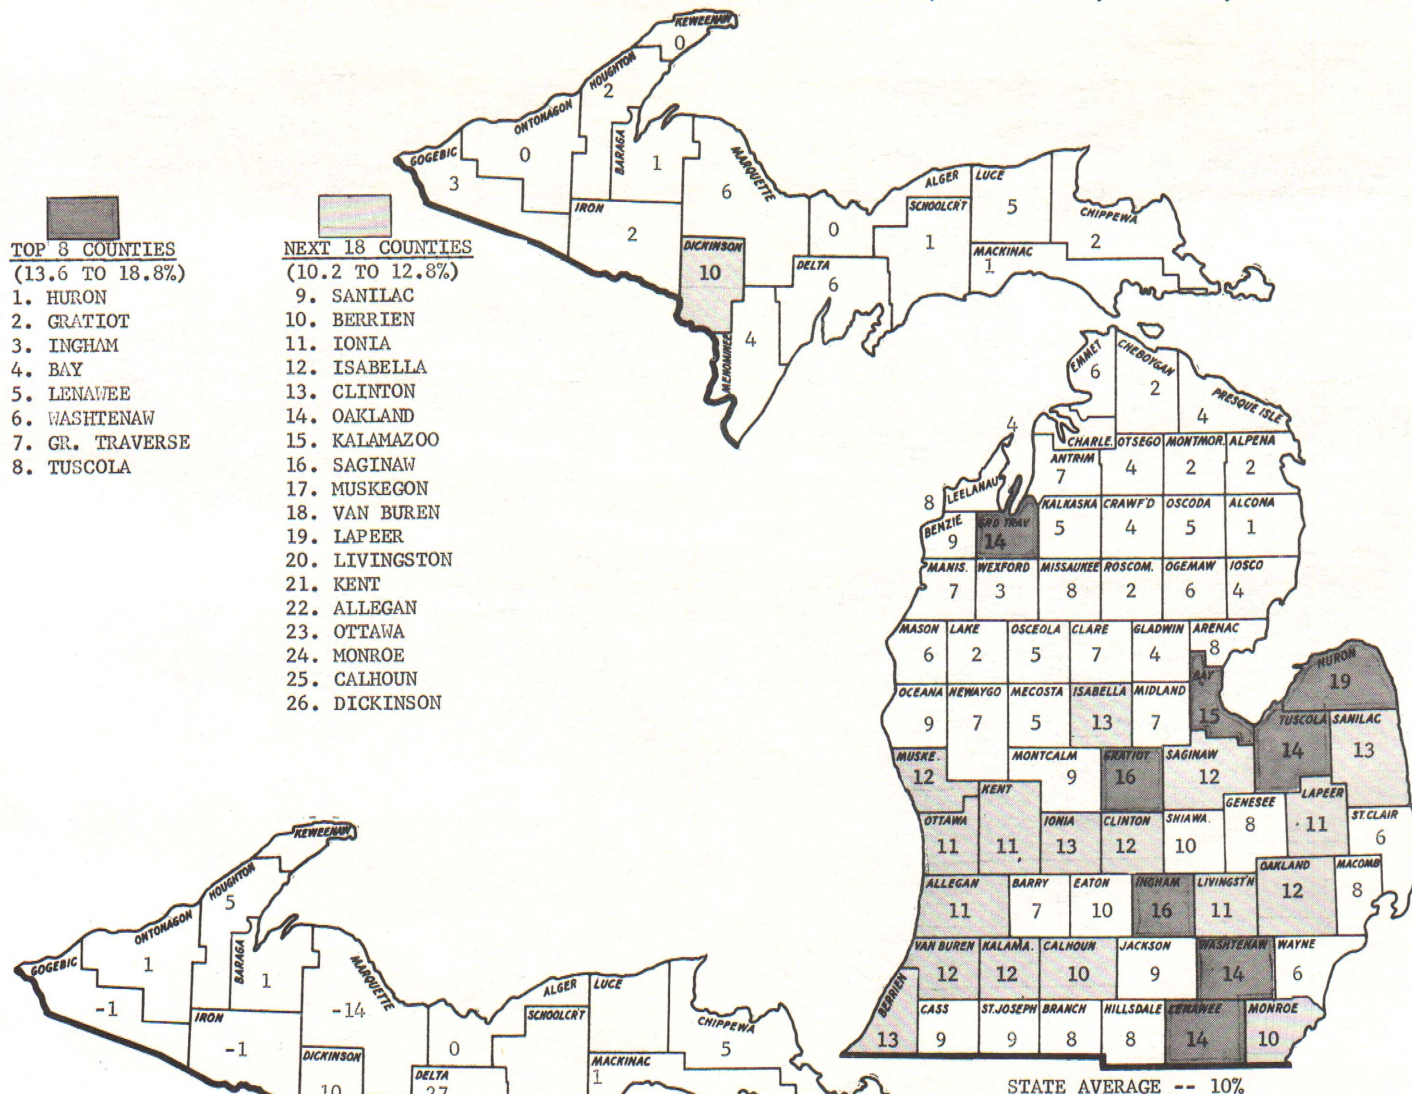 TOP 8 COUNTIES
(13.6 TO 18.8%)
1. HURON
2. GRATIOT
3. INGHAM
4. BAY
5. LENAWEE
6. WASHTENAW
7. GR. TRAVERSE
8. TUSCOLA
NEXT 18 COUNTIES
(10.2 TO 12.8%)
9. SANILAC
10. BERRIEN
11. IONIA
12. ISABELLA
13. CLINTON
14. OAKLAND
15. KALAMAZOO
16. SAGINAW
17. MUSKEGON
18. VAN BUREN
19. LAPEER
20. LIVINGSTON
21. KENT
22. ALLEGAN
23. OTTAWA
24. MONROE
25. CALHOUN
26. DICKINSON
KEWEENAW
0
HOUGHTON
2
ONTONAGON
0
GOGEBIC
3
BARAGA
1
MARQUETTE
6
IRON
2
DICKINSON
10
MENOMINEE
4
DELTA
6
ALGER
0
SCHOOLCR'T
1
LUCE
5
CHIPPEWA
2
MACKINAC
1
EMMET
6
CHEBOYGAN
2
PRESQUE ISLE
4
CHARLE.
4
ANTRIM
7
OTSEGO
4
MONTMOR.
2
ALPENA
2
LEELANAU
8
BENZIE
9
GRD TRAV
14
KALKASKA
5
CRAWF'D
4
OSCODA
5
ALCONA
1
MANIS.
7
WEXFORD
3
MISSAUKEE
8
ROSCOM.
2
OGEMAW
6
IOSCO
4
MASON
6
LAKE
2
OSCEOLA
5
CLARE
7
GLADWIN
4
ARENAC
8
OCEANA
9
NEWAYGO
7
MECOSTA
5
ISABELLA
13
MIDLAND
7
BAY
15
HURON
19
TUSCOLA
14
SANILAC
13
MUSKE.
12
MONTCALM
9
GRATIOT
16
SAGINAW
12
KENT
11
OTTAWA
11
IONIA
13
CLINTON
12
SHIAWA.
10
GENESEE
8
LAPEER
11
ST.CLAIR
6
ALLEGAN
11
BARRY
7
EATON
10
INGHAM
16
LIVINGST'N
11
OAKLAND
12
MACOMB
8
VAN BUREN
12
KALAMA.
12
CALHOUN
10
JACKSON
9
WASHTENAW
14
WAYNE
6
BERRIEN
13
CASS
9
ST.JOSEPH
9
BRANCH
8
HILLSDALE
8
LENAWEE
14
MONROE
10
STATE AVERAGE -- 10%
KEWEENAW
HOUGHTON
5
ONTONAGON
1
GOGEBIC
-1
BARAGA
1
MARQUETTE
-14
IRON
-1
DICKINSON
10
DELTA
27
ALGER
0
SCHOOLCRT
LUCE
CHIPPEWA
5
MACKINAC
1